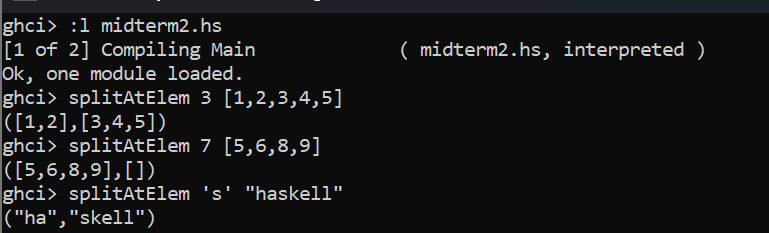 ghci> :l midterm2.hs
[1 of 2] Compiling Main             ( midterm2.hs, interpreted )
Ok, one module loaded.
ghci> splitAtElem 3 [1,2,3,4,5]
([1,2],[3,4,5])
ghci> splitAtElem 7 [5,6,8,9]
([5,6,8,9],[])
ghci> splitAtElem 's' "haskell"
("ha","skell")